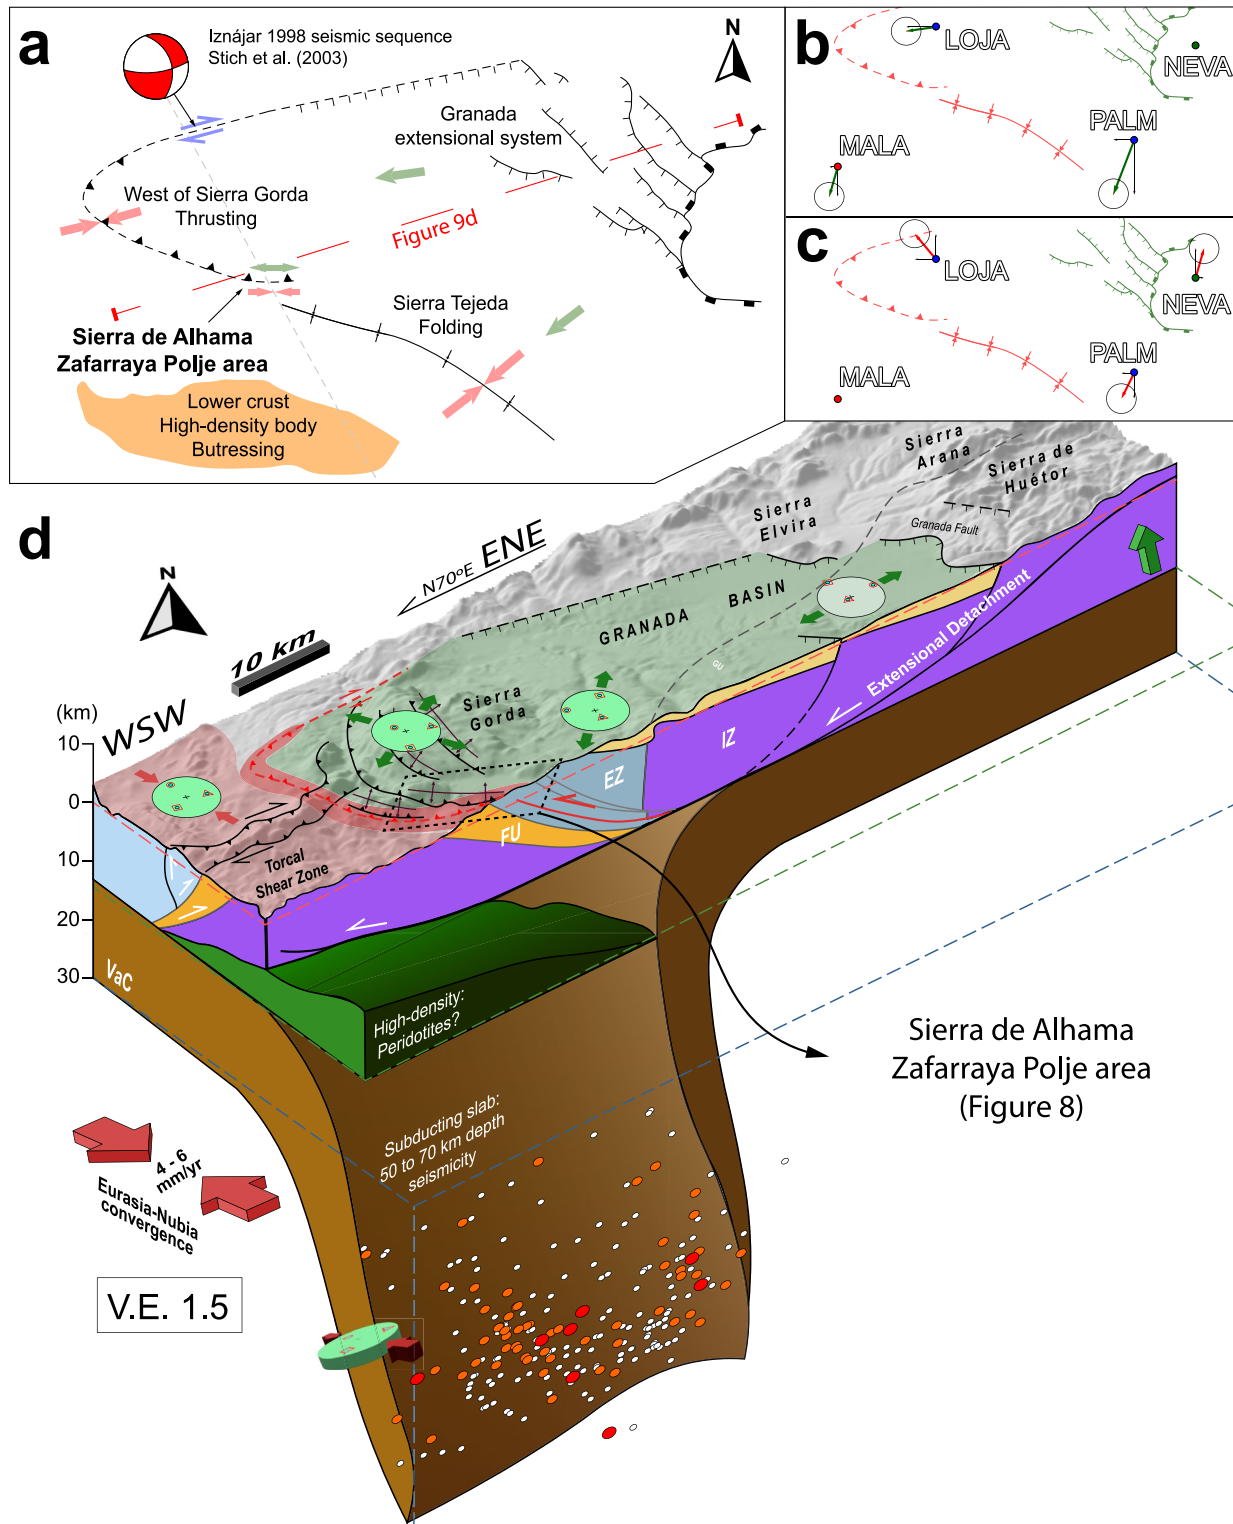 a
Iznájar 1998 seismic sequence
Stich et al. (2003)
N
Granada
extensional system
West of Sierra Gorda
Thrusting
Figure 9d
Sierra Tejeda
Folding
Sierra de Alhama
Zafarraya Polje area
Lower crust
High-density body
Butressing
b
LOJA
NEVA
PALM
MALA
c
LOJA
NEVA
PALM
MALA
d
N
N70ºE ENE
10 km
WSW
(km)
10
0
10
20
30
Sierra
Arana
Sierra de
Huétor
Sierra
Elvira
Granada Fault
GRANADA BASIN
GU
Sierra
Gorda
Extensional Detachment
IZ
EZ
FU
Torcal
Shear Zone
VaC
High-density:
Peridotites?
Sierra de Alhama
Zafarraya Polje area
(Figure 8)
Subducting slab:
50 to 70 km depth
seismicity
4 - 6
mm/yr
Eurasia-Nubia
convergence
V.E. 1.5